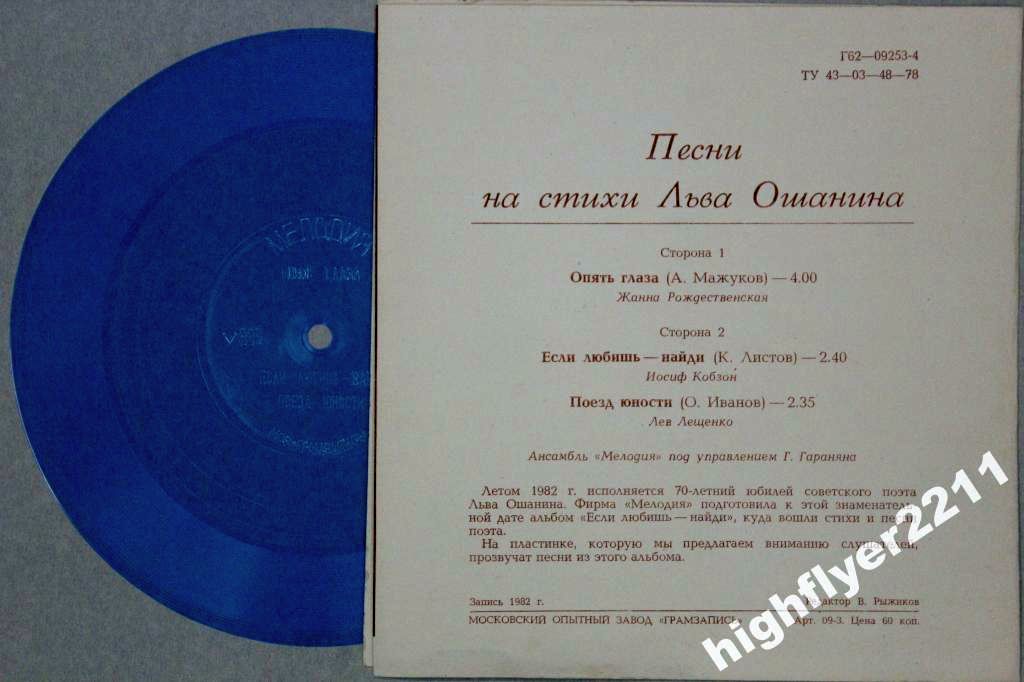 Г62—09253-4
ТУ 43—03—48—78
Песни
на стихи Льва Ошанина
Сторона 1
Опять глаза (А. Мажуков) — 4.00
Жанна Рождественская
Сторона 2
Если любишь — найди (К. Листов) — 2.40
Иосиф Кобзон
Поезд юности (О. Иванов) — 2.35
Лев Лещенко
Ансамбль «Мелодия» под управлением Г. Гараняна
Летом 1982 г. исполняется 70-летний юбилей советского поэта
Льва Ошанина. Фирма «Мелодия» подготовила к этой знаменатель-
ной дате альбом «Если любишь — найди», куда вошли стихи и песни
поэта.
На пластинке, которую мы предлагаем вниманию слушателей,
прозвучат песни из этого альбома.
Запись 1982 г. Редактор В. Рыжиков
МОСКОВСКИЙ ОПЫТНЫЙ ЗАВОД «ГРАМЗАПИСЬ» Арт. 09-3. Цена 60 коп.
МЕЛОДИЯ
ПОЕЗД ЮНОСТИ
highflyer2211